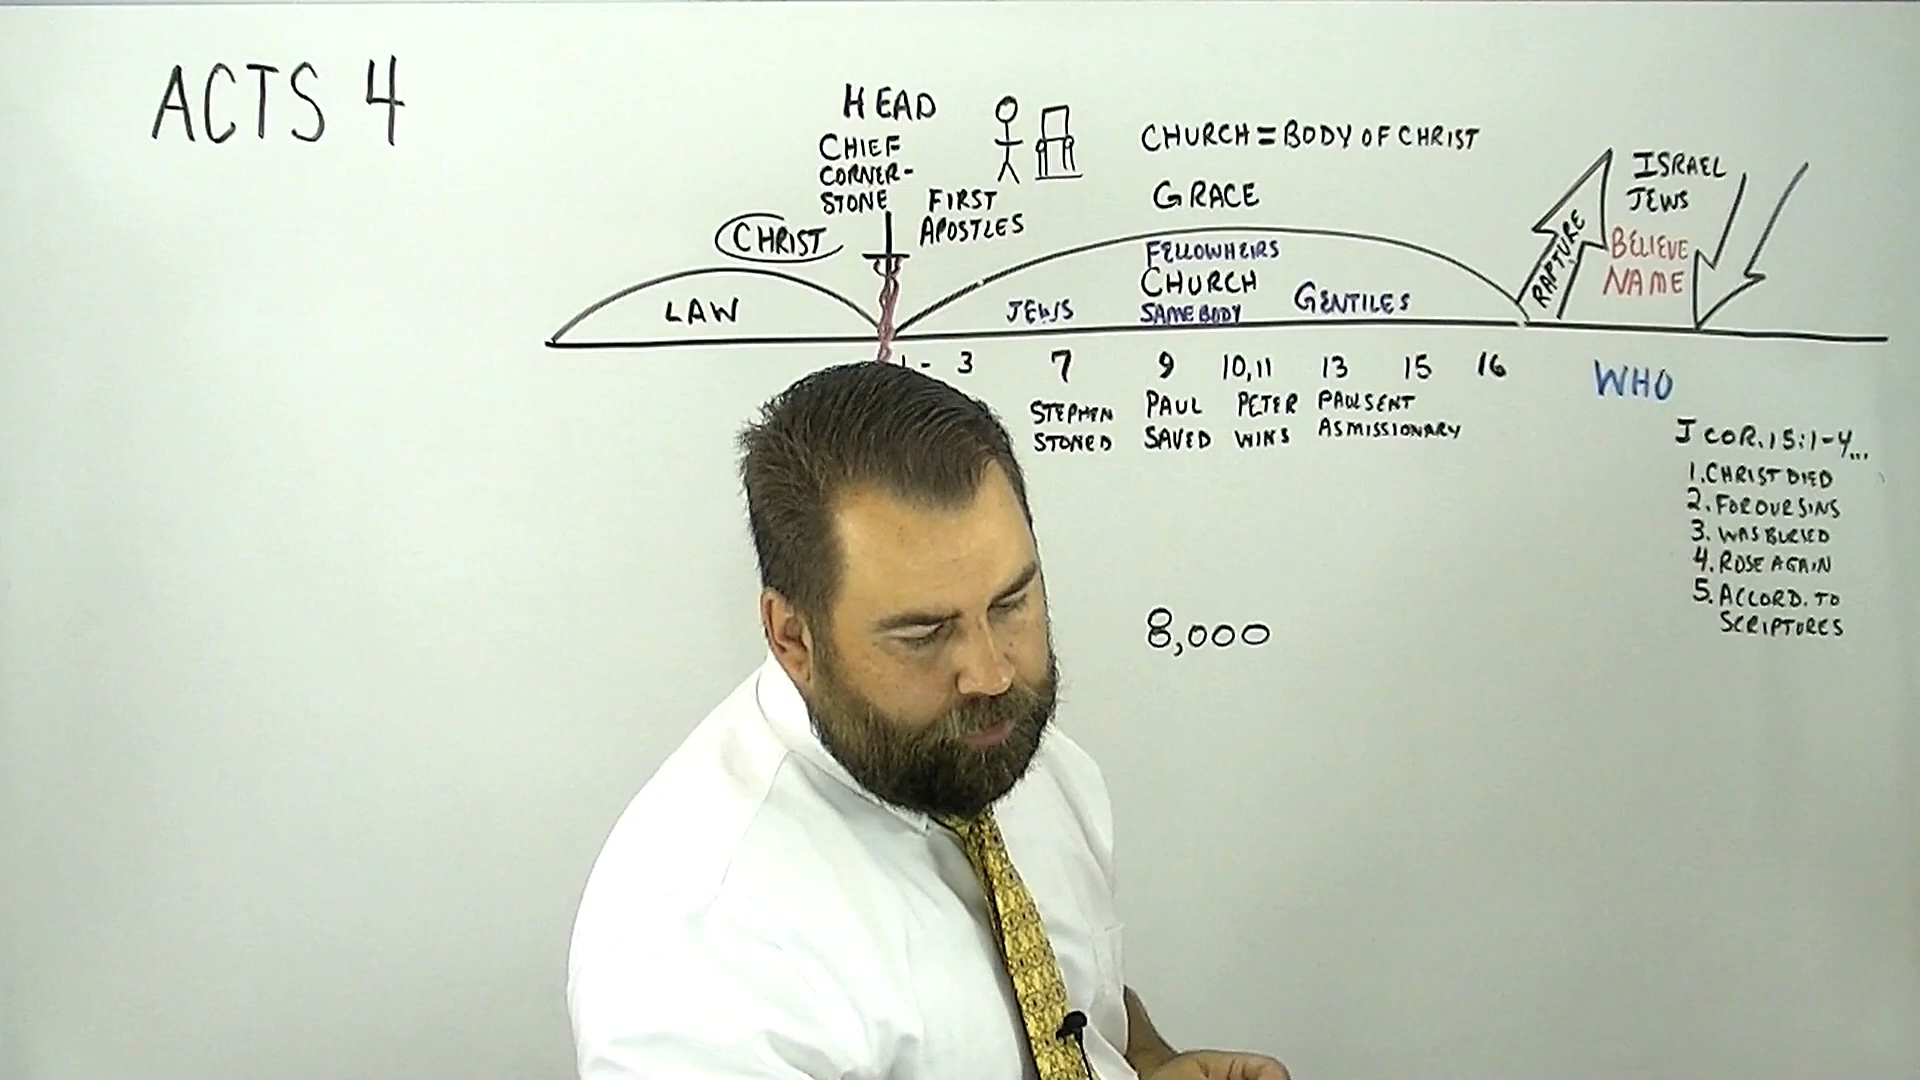 ACTS 4
HEAD
CHIEF
CORNER-
STONE
FIRST
APOSTLES
CHURCH = BODY OF CHRIST
GRACE
CHRIST
LAW
JEWS
FELLOWHEIRS
CHURCH
SAME BODY
GENTILES
RAPTURE
ISRAEL
JEWS
BELIEVE
NAME
1 - 3 7 9 10,11 13 15 16
STEPHEN
STONED
PAUL
SAVED
PETER
WINS
PAUL SENT
AS MISSIONARY
WHO
I COR. 15:1-4...
1. CHRIST DIED
2. FOR OUR SINS
3. WAS BURIED
4. ROSE AGAIN
5. ACCORD. TO
SCRIPTURES
8,000